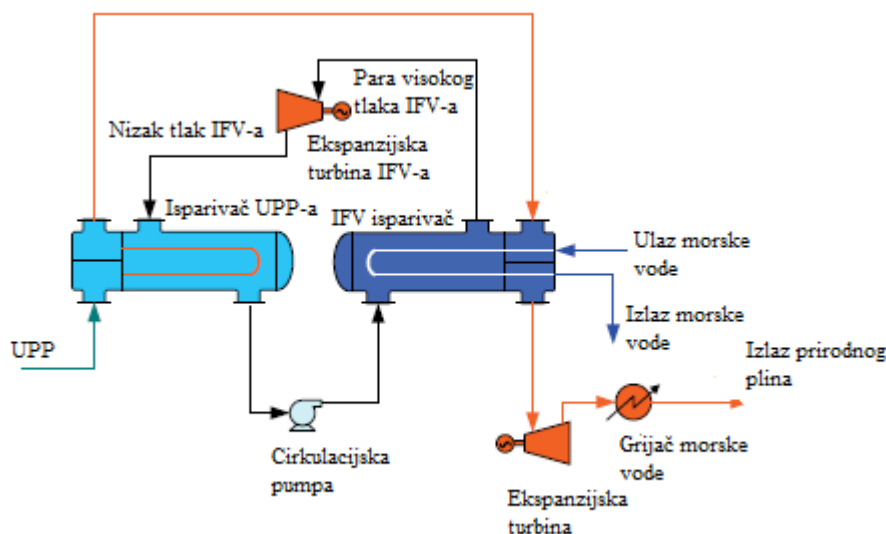 Para visokog
tlaka IFV-a
Nizak tlak IFV-a
Ekspanzijska
turbina IFV-a
Isparivač UPP-a
IFV isparivač
Ulaz morske
vode
Izlaz morske
vode
UPP
Izlaz prirodnog
plina
Cirkulacijska
pumpa
Grijač morske
vode
Ekspanzijska
turbina